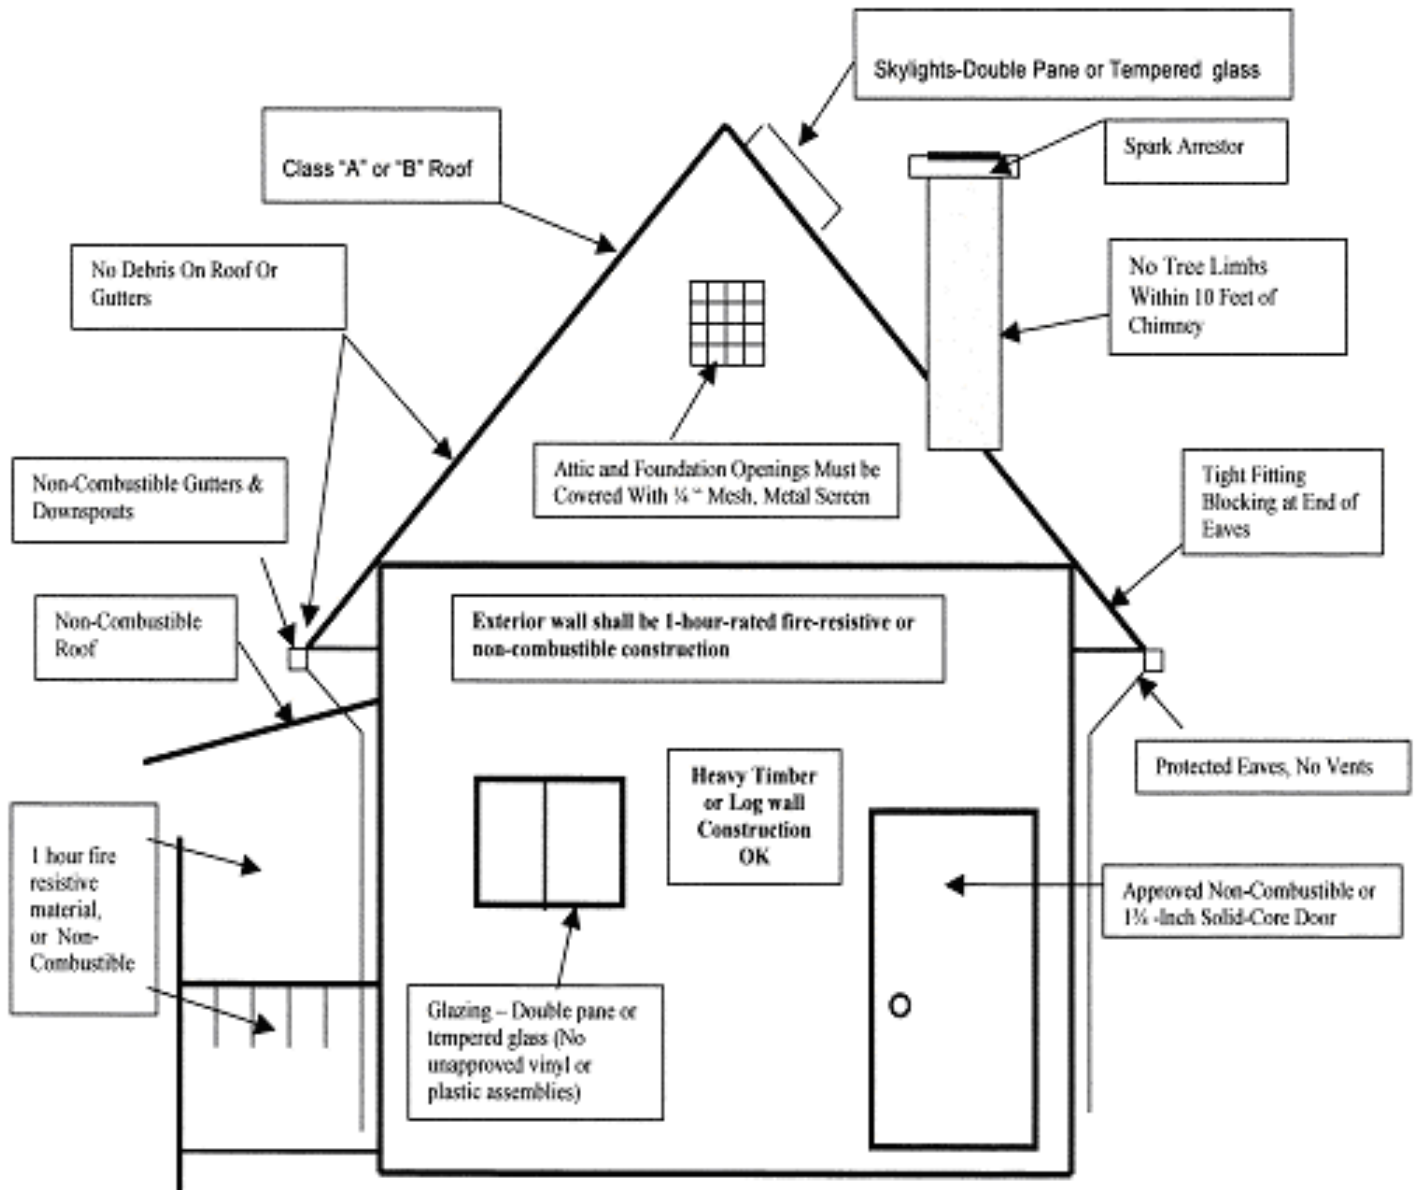 Skylights-Double Pane or Tempered glass
Class "A" or "B" Roof
Spark Arrestor
No Debris On Roof Or
Gutters
No Tree Limbs
Within 10 Feet of
Chimney
Attic and Foundation Openings Must be
Covered With ¼ " Mesh, Metal Screen
Non-Combustible Gutters &
Downspouts
Tight Fitting
Blocking at End of
Eaves
Non-Combustible
Roof
Exterior wall shall be 1-hour-rated fire-resistive or
non-combustible construction
Protected Eaves, No Vents
Heavy Timber
or Log wall
Construction
OK
1 hour fire
resistive
material,
or Non-
Combustible
Approved Non-Combustible or
1¾ -Inch Solid-Core Door
Glazing – Double pane or
tempered glass (No
unapproved vinyl or
plastic assemblies)